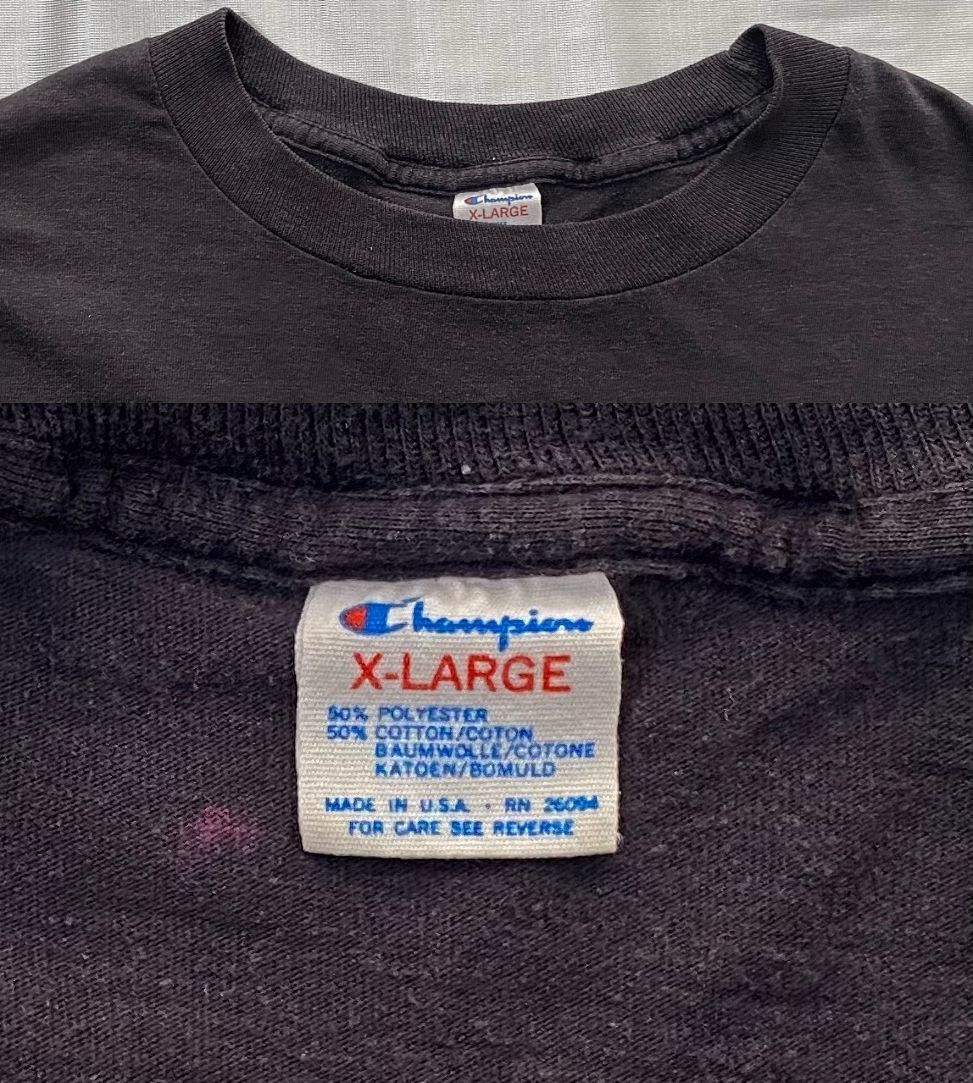 Champion
X-LARGE
Champion
X-LARGE
50% POLYESTER
50% COTTON/COTON
BAUMWOLLE/COTONE
KATOEN/BOMULD
MADE IN U.S.A. · RN 26094
FOR CARE SEE REVERSE